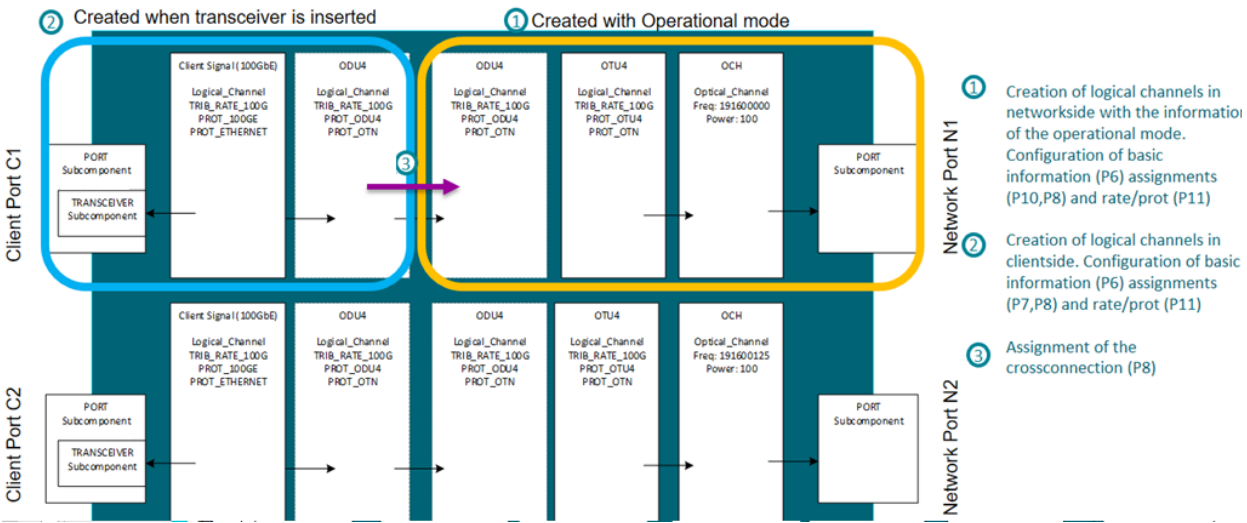 ② Created when transceiver is inserted
① Created with Operational mode
Client Port C1
PORT
Subcomponent
TRANSCEIVER
Subcomponent
Client Signal (100GbE)
Logical_Channel
TRIB_RATE_100G
PROT_100GE
PROT_ETHERNET
ODU4
Logical_Channel
TRIB_RATE_100G
PROT_ODU4
PROT_OTN
③
ODU4
Logical_Channel
TRIB_RATE_100G
PROT_ODU4
PROT_OTN
OTU4
Logical_Channel
TRIB_RATE_100G
PROT_OTU4
PROT_OTN
OCH
Optical_Channel
Freq: 191600000
Power: 100
PORT
Subcomponent
Network Port N1
Client Port C2
PORT
Subcomponent
TRANSCEIVER
Subcomponent
Client Signal (100GbE)
Logical_Channel
TRIB_RATE_100G
PROT_100GE
PROT_ETHERNET
ODU4
Logical_Channel
TRIB_RATE_100G
PROT_ODU4
PROT_OTN
ODU4
Logical_Channel
TRIB_RATE_100G
PROT_ODU4
PROT_OTN
OTU4
Logical_Channel
TRIB_RATE_100G
PROT_OTU4
PROT_OTN
OCH
Optical_Channel
Freq: 191600125
Power: 100
PORT
Subcomponent
Network Port N2
① Creation of logical channels in
networkside with the information
of the operational mode.
Configuration of basic
information (P6) assignments
(P10,P8) and rate/prot (P11)
② Creation of logical channels in
clientside. Configuration of basic
information (P6) assignments
(P7,P8) and rate/prot (P11)
③ Assignment of the
crossconnection (P8)